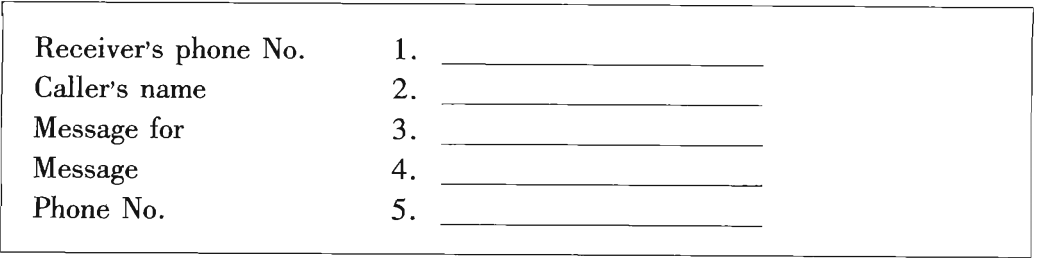 Receiver's phone No. 1.
Caller's name 2.
Message for 3.
Message 4.
Phone No. 5.